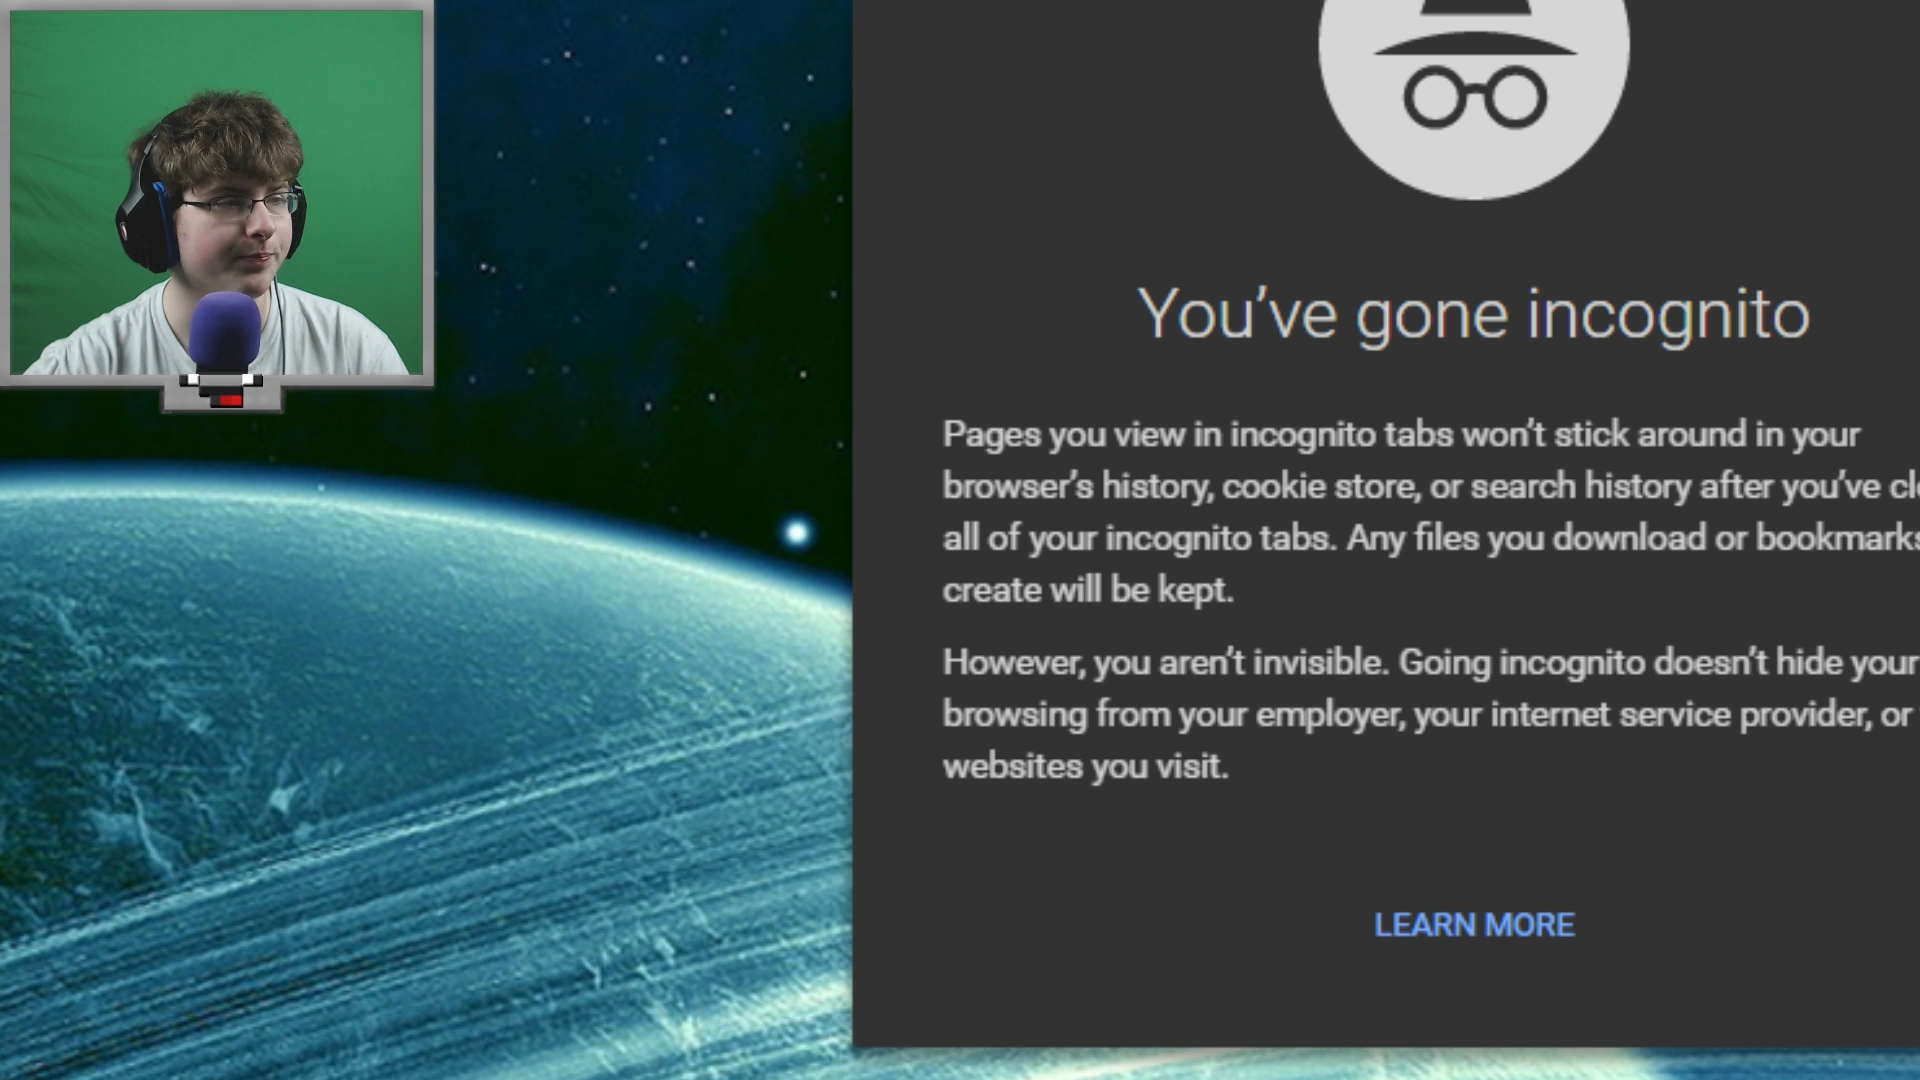 You’ve gone incognito
Pages you view in incognito tabs won’t stick around in your
browser’s history, cookie store, or search history after you’ve
all of your incognito tabs. Any files you download or bookmarks
create will be kept.
However, you aren’t invisible. Going incognito doesn’t hide your
browsing from your employer, your internet service provider, or
websites you visit.
LEARN MORE